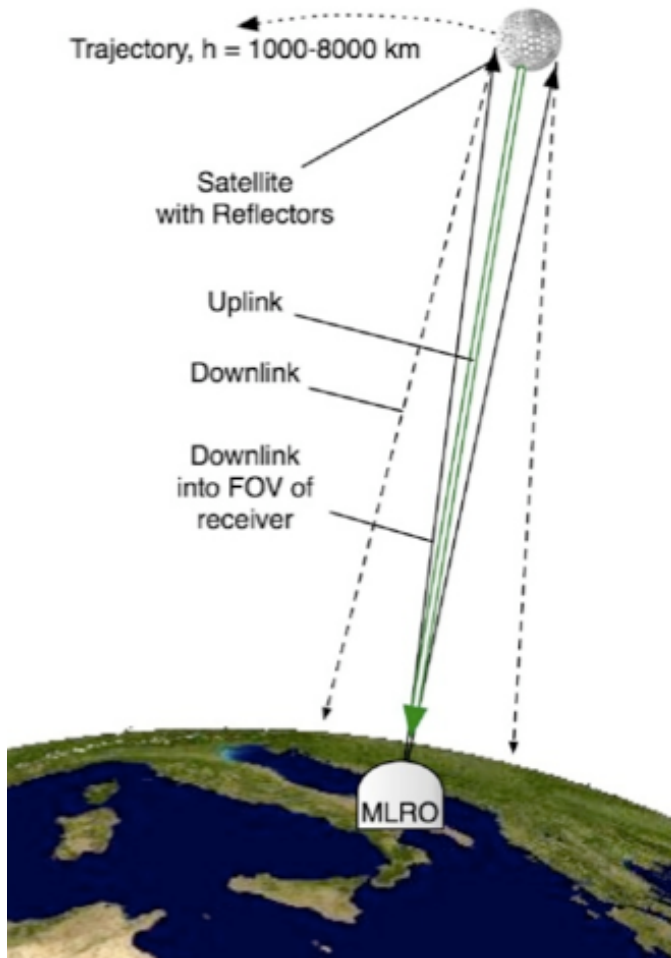 Trajectory, h = 1000-8000 km
Satellite
with Reflectors
Uplink
Downlink
Downlink
into FOV of
receiver
MLRO